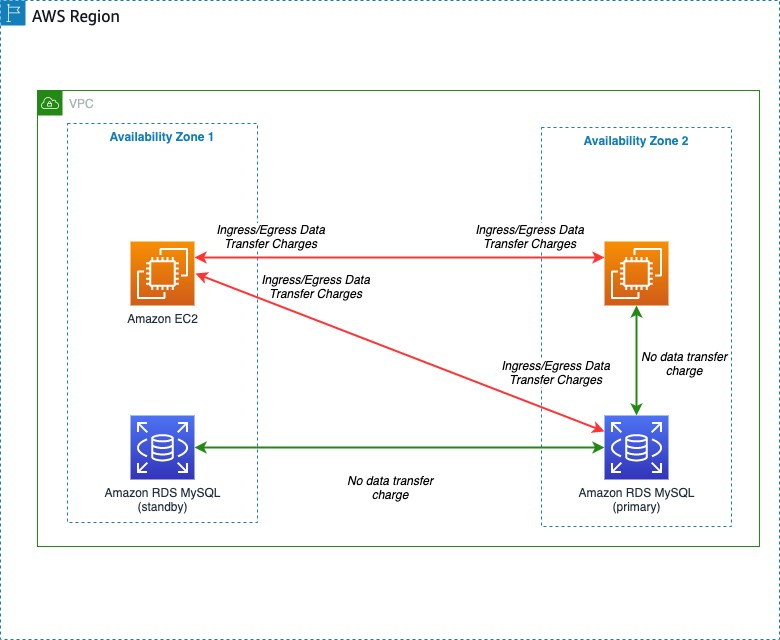 AWS Region
VPC
Availability Zone 1
Availability Zone 2
Ingress/Egress Data
Transfer Charges
Ingress/Egress Data
Transfer Charges
Ingress/Egress Data
Transfer Charges
Amazon EC2
No data transfer
charge
Ingress/Egress Data
Transfer Charges
Amazon RDS MySQL
(standby)
No data transfer
charge
Amazon RDS MySQL
(primary)